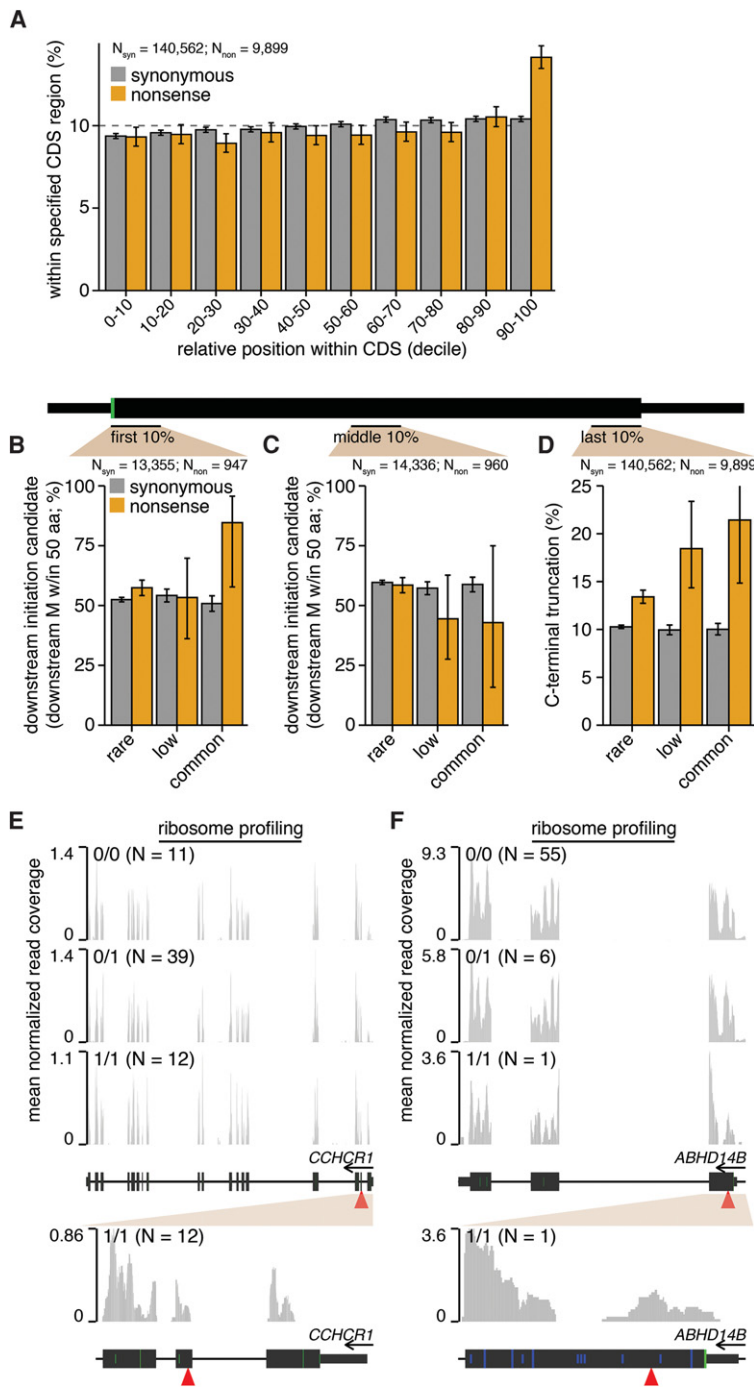 A
within specified CDS region (%)
N_syn = 140,562; N_non = 9,899
synonymous
nonsense
10
5
0
0-10
10-20
20-30
30-40
40-50
50-60
60-70
70-80
80-90
90-100
relative position within CDS (decile)
first 10%
middle 10%
last 10%
B
N_syn = 13,355; N_non = 947
synonymous
nonsense
downstream initiation candidate
(downstream M w/in 50 aa; %)
100
75
50
25
0
rare
low
common
C
N_syn = 14,336; N_non = 960
downstream initiation candidate
(downstream M w/in 50 aa; %)
100
75
50
25
0
rare
low
common
D
N_syn = 140,562; N_non = 9,899
C-terminal truncation (%)
25
20
15
10
5
0
rare
low
common
E
ribosome profiling
mean normalized read coverage
1.4
0/0 (N = 11)
0
1.4
0/1 (N = 39)
0
1.1
1/1 (N = 12)
0
CCHCR1
0.86
1/1 (N = 12)
0
CCHCR1
F
ribosome profiling
mean normalized read coverage
9.3
0/0 (N = 55)
0
5.8
0/1 (N = 6)
0
3.6
1/1 (N = 1)
0
ABHD14B
3.6
1/1 (N = 1)
0
ABHD14B